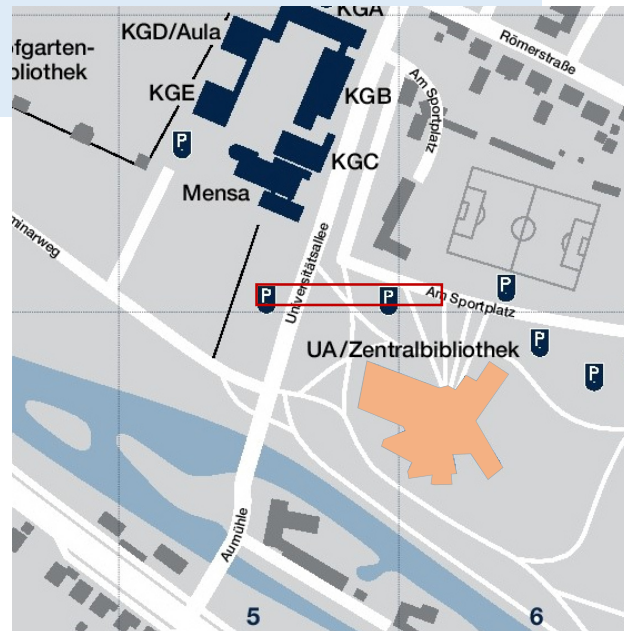 KGA
KGD/Aula
Römerstraße
ofgarten-
bliothek
KGE
KGB
Am Sportplatz
P
KGC
Mensa
minarweg
Universitätsallee
P
P
P
Am Sportplatz
P
UA/Zentralbibliothek
P
Aumühle
5
6